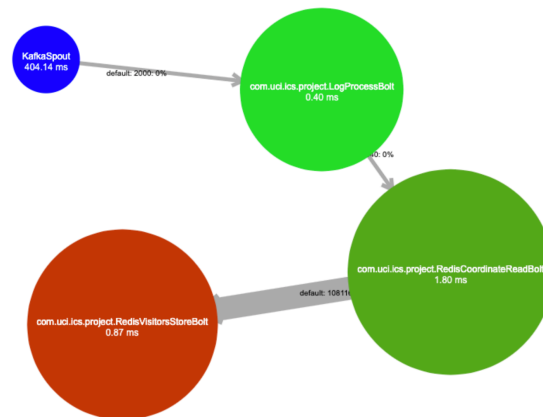 KafkaSpout
404.14 ms
default: 2000: 0%
com.uci.ics.project.LogProcessBolt
0.40 ms
40: 0%
com.uci.ics.project.RedisCoordinateReadBolt
1.80 ms
default: 10811
com.uci.ics.project.RedisVisitorsStoreBolt
0.87 ms